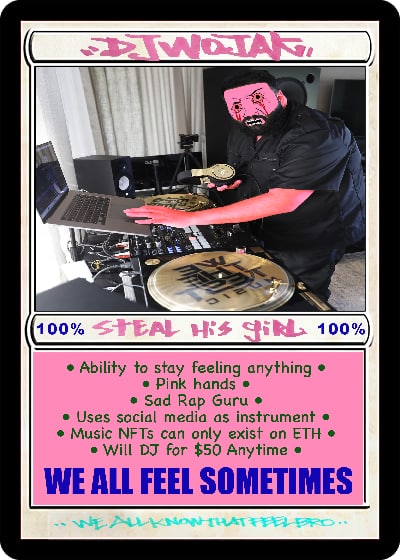 DJ WOJAK
100% STEAL HIS GIRL 100%
• Ability to stay feeling anything •
• Pink hands •
• Sad Rap Guru •
• Uses social media as instrument •
• Music NFTs can only exist on ETH •
• Will DJ for $50 Anytime •
WE ALL FEEL SOMETIMES
WE ALL KNOW THAT FEEL BRO